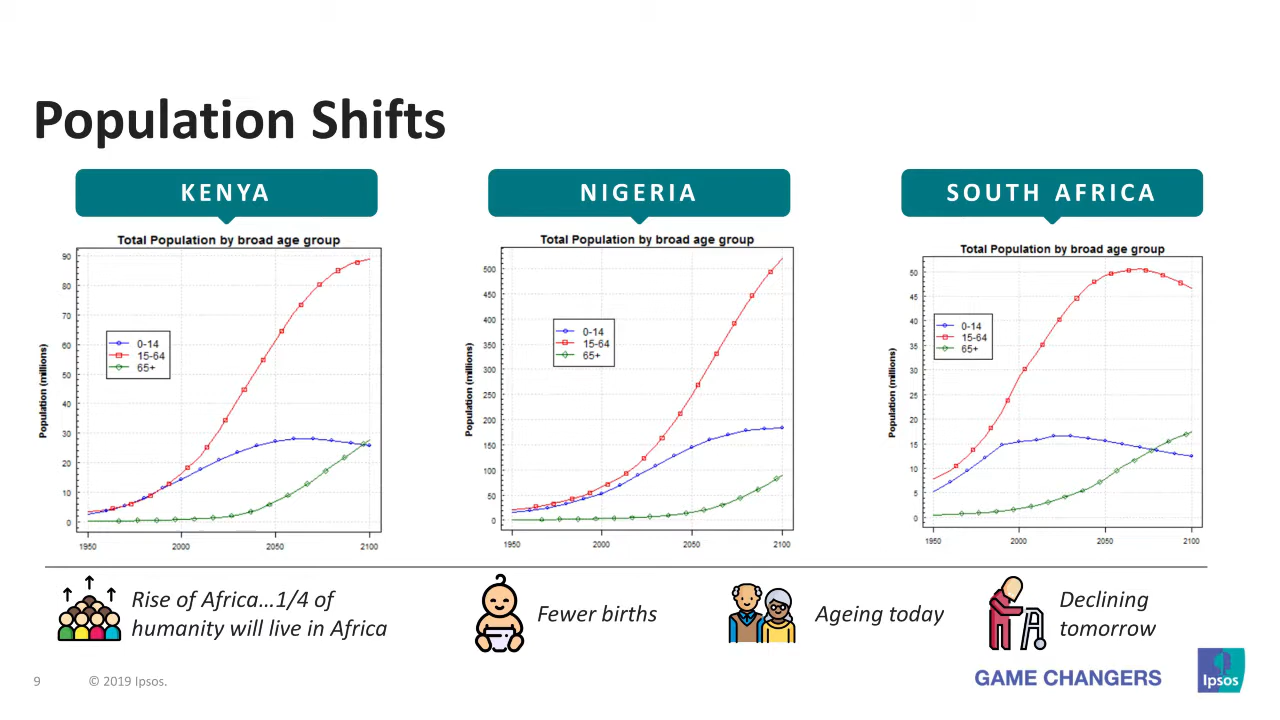 Population Shifts
KENYA
NIGERIA
SOUTH AFRICA
Total Population by broad age group
Population (millions)
90
80
70
60
50
40
30
20
10
0
0-14
15-64
65+
1950
2000
2050
2100
Total Population by broad age group
Population (millions)
500
450
400
350
300
250
200
150
100
50
0
0-14
15-64
65+
1950
2000
2050
2100
Total Population by broad age group
Population (millions)
50
45
40
35
30
25
20
15
10
5
0
0-14
15-64
65+
1950
2000
2050
2100
Rise of Africa…1/4 of
humanity will live in Africa
Fewer births
Ageing today
Declining
tomorrow
9
© 2019 Ipsos.
GAME CHANGERS
Ipsos